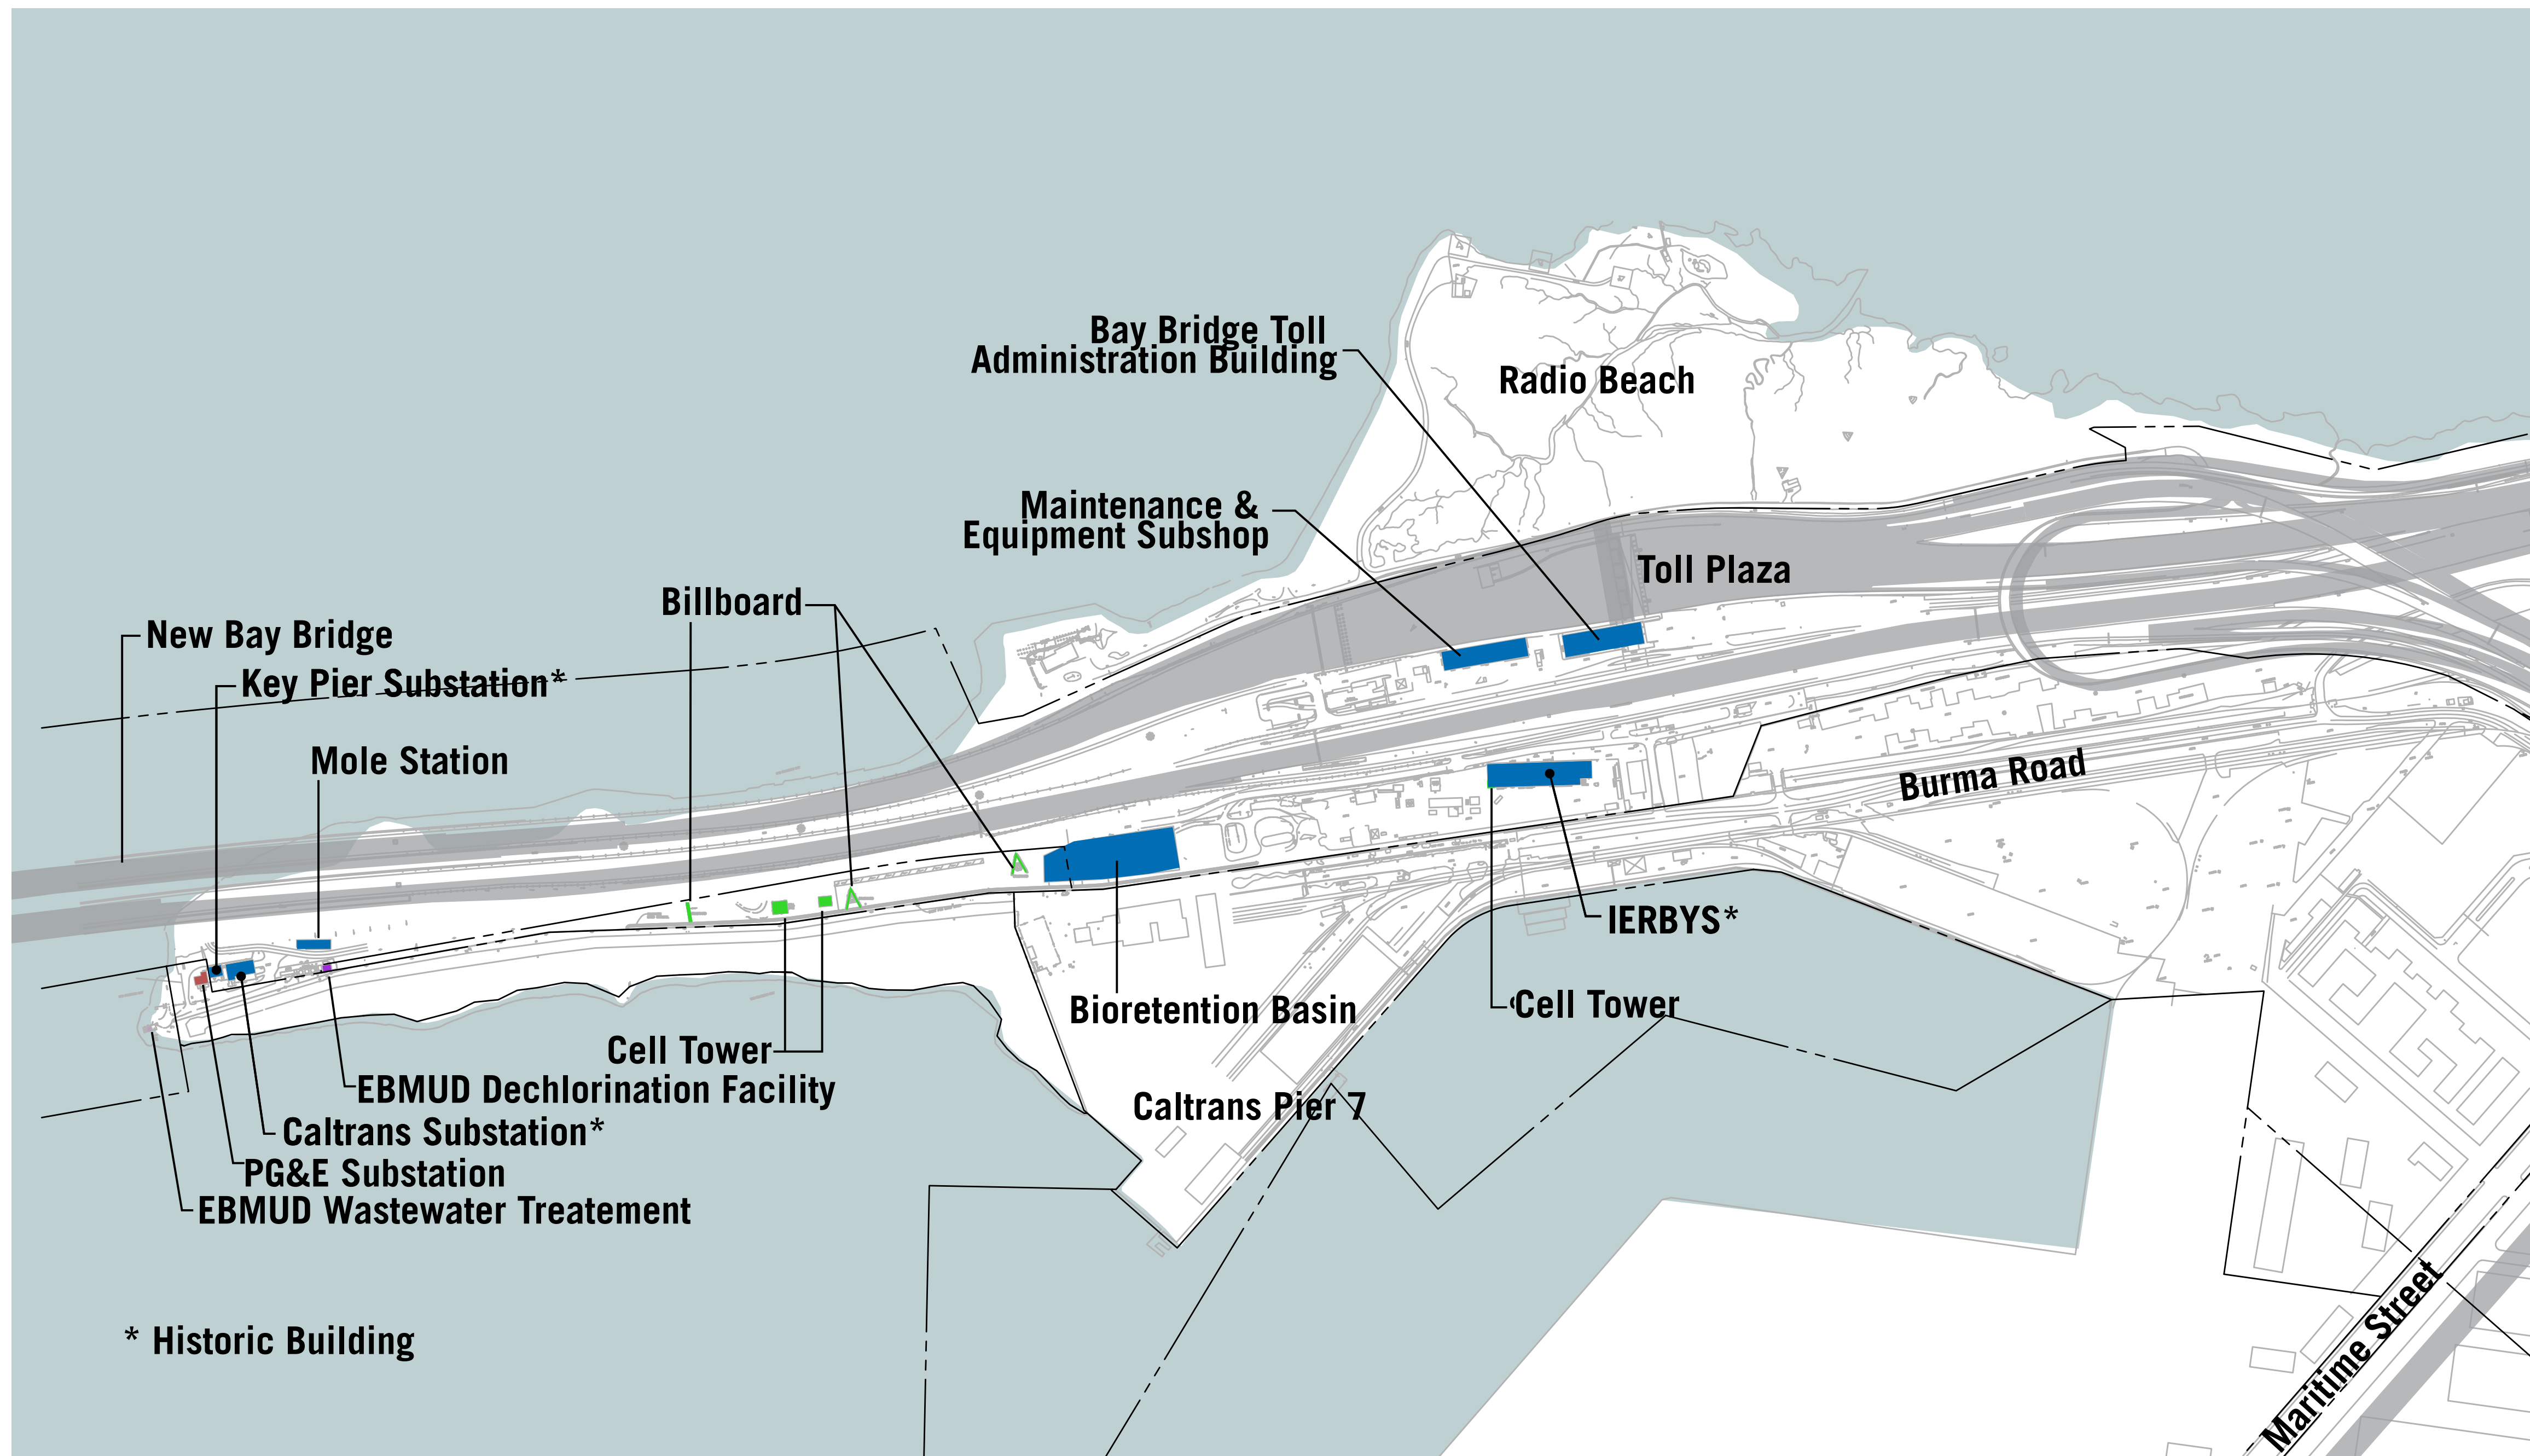 Bay Bridge Toll
Administration Building
Radio Beach
Maintenance &
Equipment Subshop
Toll Plaza
Billboard
New Bay Bridge
Key Pier Substation*
Mole Station
Burma Road
IERBYS*
Bioretention Basin
Cell Tower
Cell Tower
EBMUD Dechlorination Facility
Caltrans Pier 7
Caltrans Substation*
PG&E Substation
EBMUD Wastewater Treatement
* Historic Building
Maritime Street